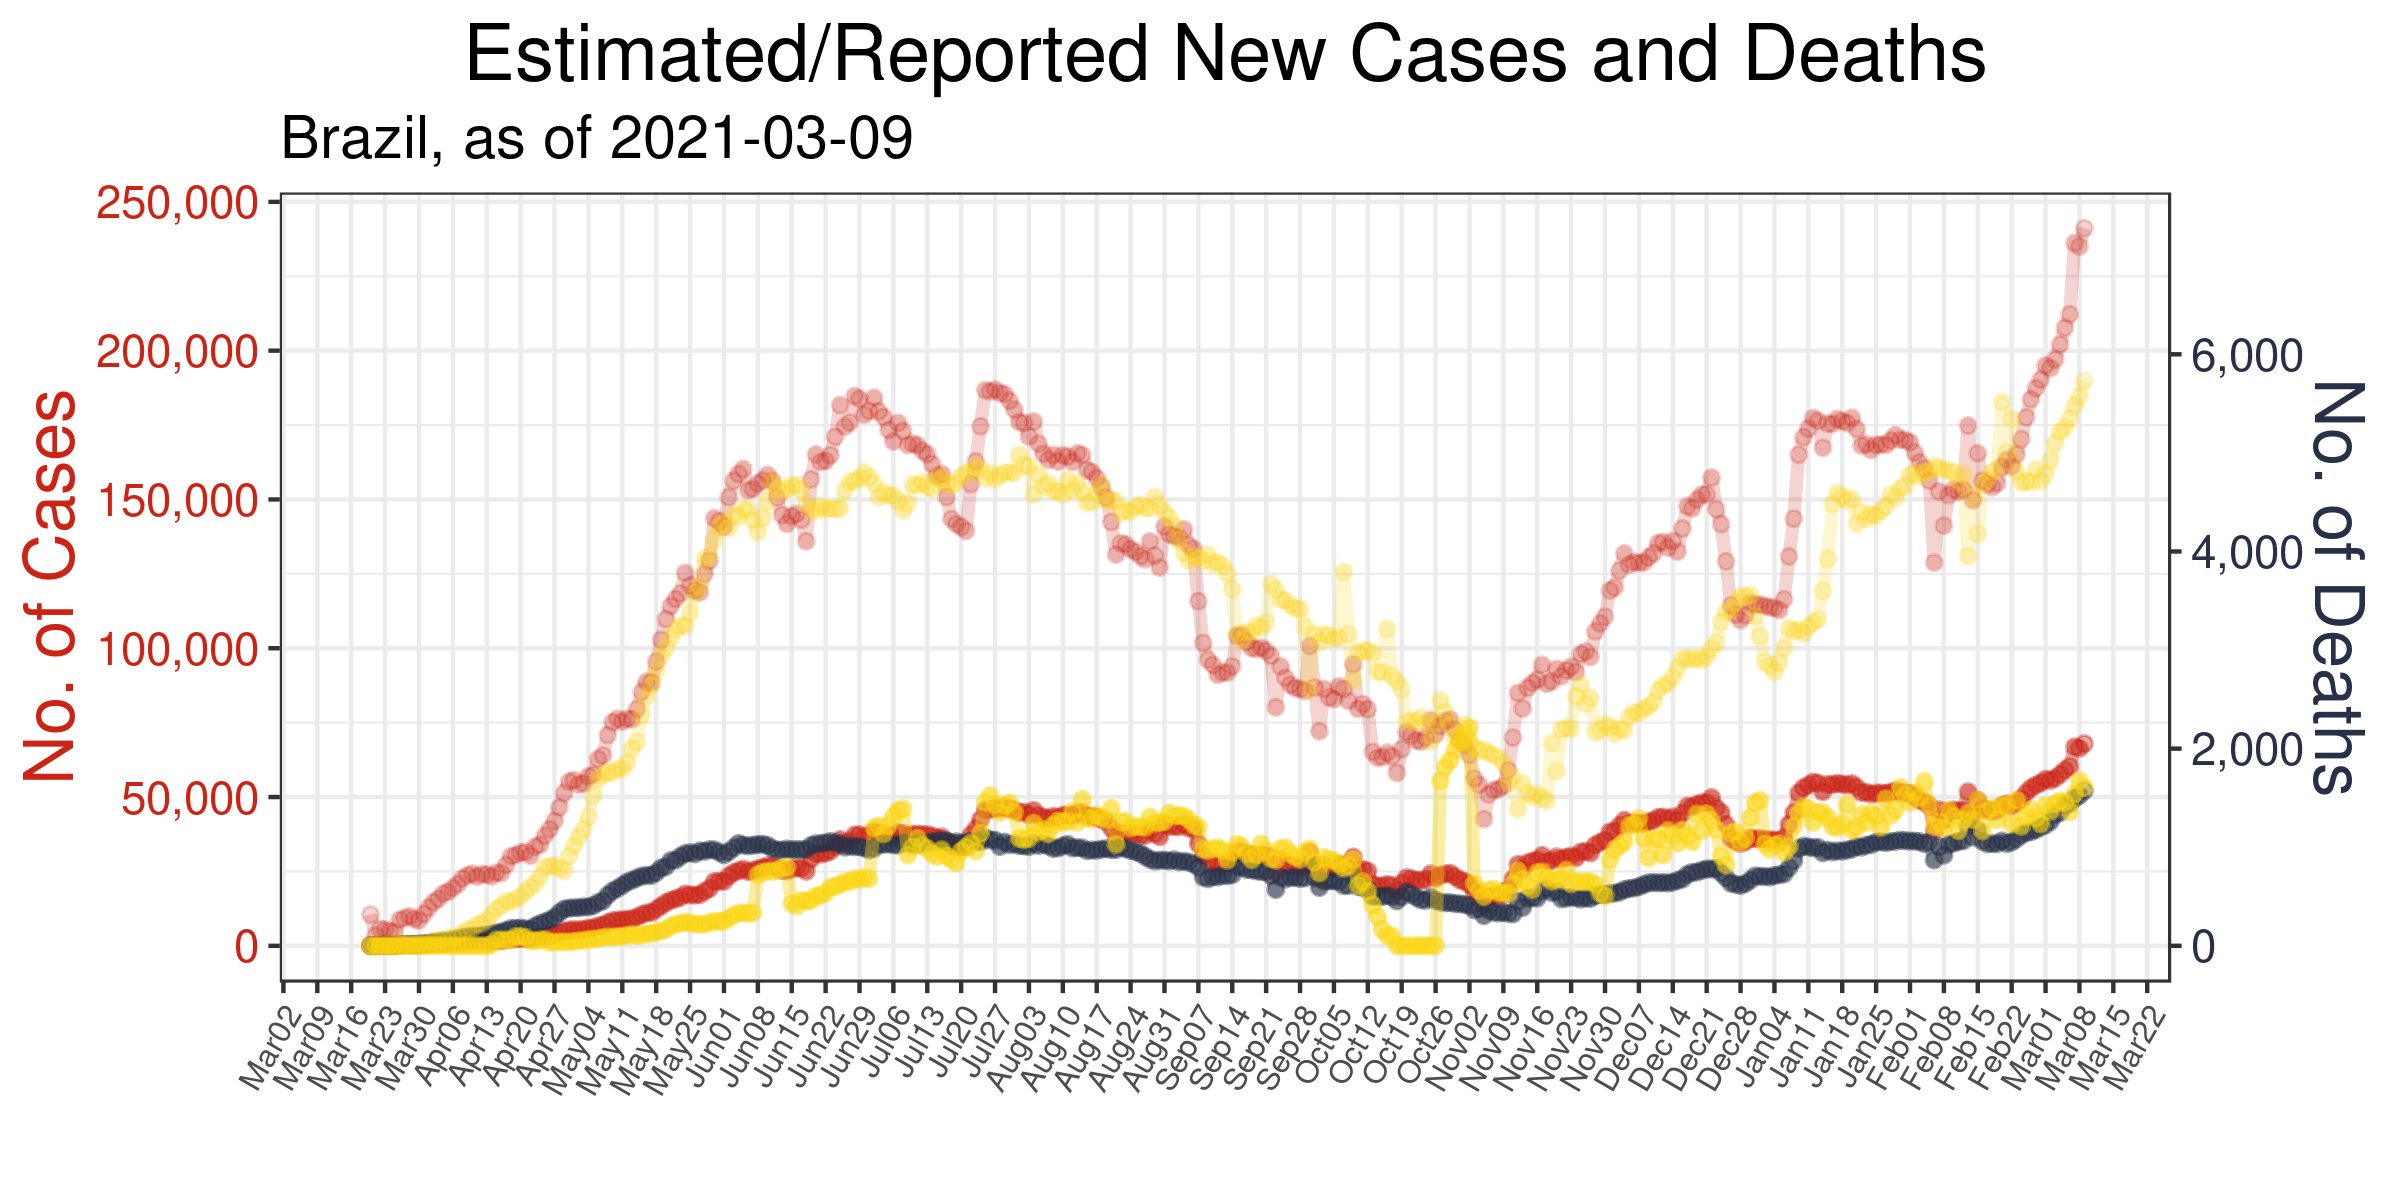 Estimated/Reported New Cases and Deaths
Brazil, as of 2021-03-09
No. of Cases
250,000
200,000
150,000
100,000
50,000
0
6,000
4,000
2,000
0
No. of Deaths
Mar02
Mar09
Mar16
Mar23
Mar30
Apr06
Apr13
Apr20
Apr27
May04
May11
May18
May25
Jun01
Jun08
Jun15
Jun22
Jun29
Jul06
Jul13
Jul20
Jul27
Aug03
Aug10
Aug17
Aug24
Aug31
Sep07
Sep14
Sep21
Sep28
Oct05
Oct12
Oct19
Oct26
Nov02
Nov09
Nov16
Nov23
Nov30
Dec07
Dec14
Dec21
Dec28
Jan04
Jan11
Jan18
Jan25
Feb01
Feb08
Feb15
Feb22
Mar01
Mar08
Mar15
Mar22